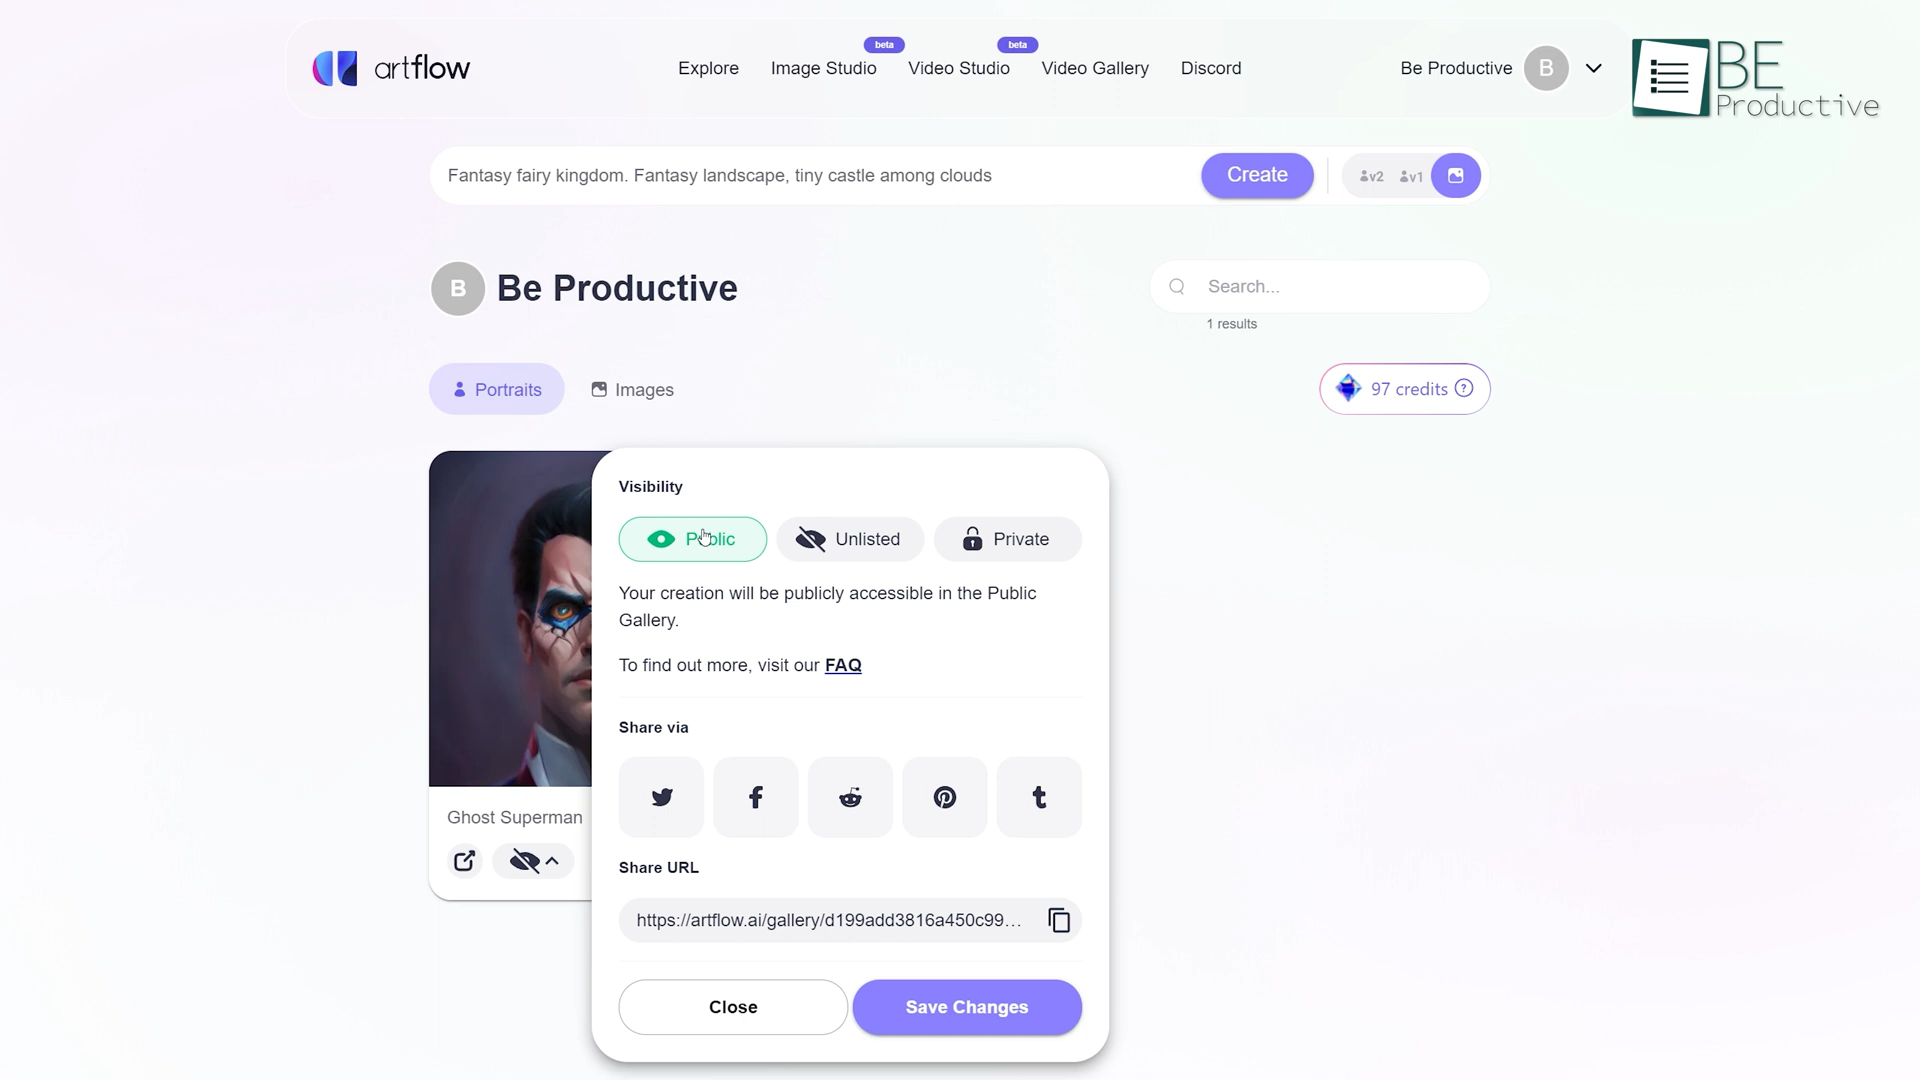 artflow
Explore
Image Studio
beta
Video Studio
beta
Video Gallery
Discord
Be Productive
B
BE
Productive
Fantasy fairy kingdom. Fantasy landscape, tiny castle among clouds
Create
v2
v1
B
Be Productive
Search...
1 results
Portraits
Images
97 credits
?
Visibility
Public
Unlisted
Private
Your creation will be publicly accessible in the Public
Gallery.
To find out more, visit our FAQ
Share via
Ghost Superman
Share URL
https://artflow.ai/gallery/d199add3816a450c99...
Close
Save Changes